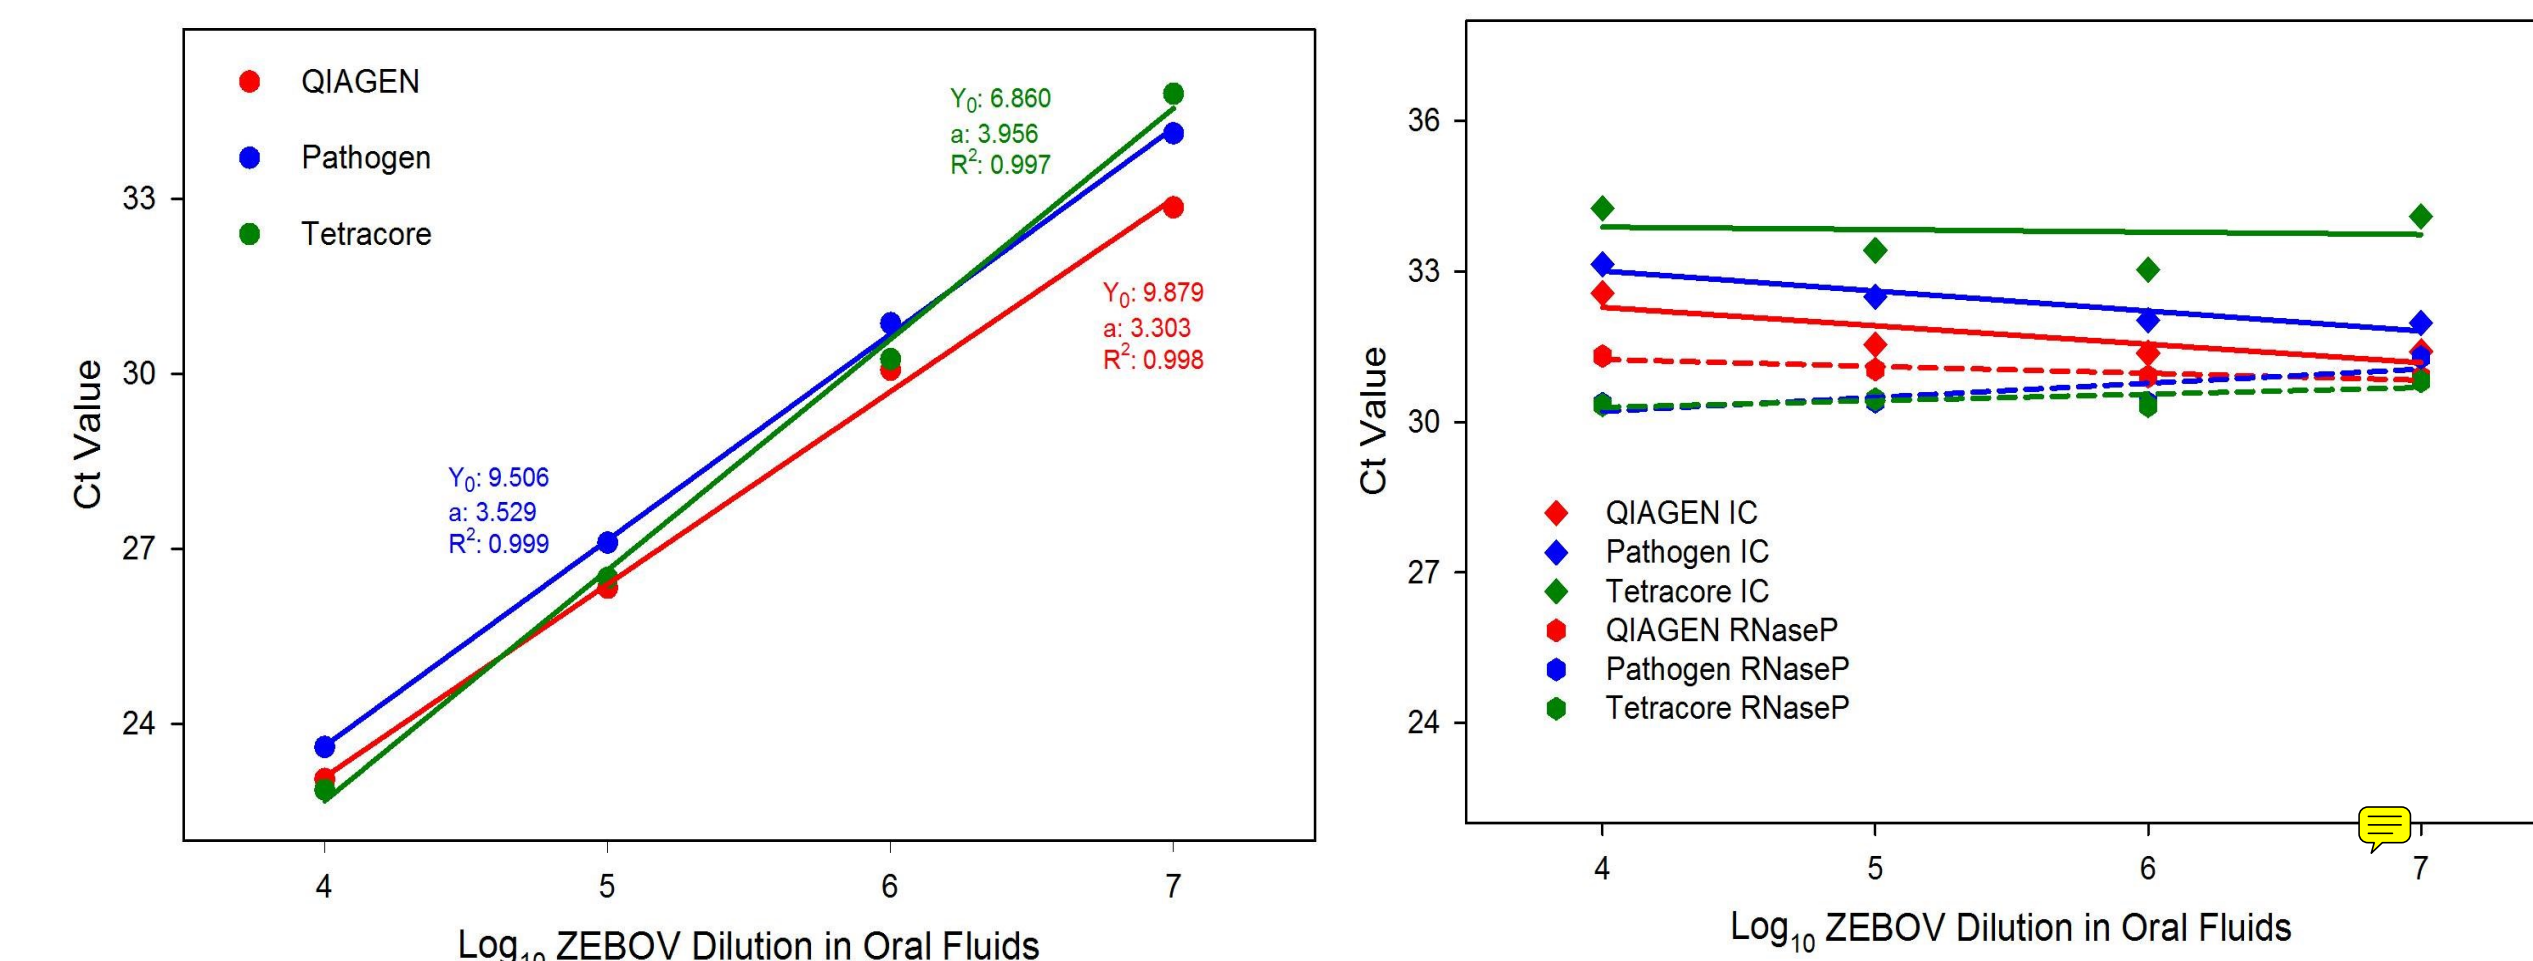 QIAGEN
Pathogen
Tetracore
Y0: 6.860
a: 3.956
R2: 0.997
Y0: 9.879
a: 3.303
R2: 0.998
Y0: 9.506
a: 3.529
R2: 0.999
33
30
27
24
Ct Value
4 5 6 7
Log10 ZEBOV Dilution in Oral Fluids
36
33
30
27
24
Ct Value
QIAGEN IC
Pathogen IC
Tetracore IC
QIAGEN RNaseP
Pathogen RNaseP
Tetracore RNaseP
4 5 6 7
Log10 ZEBOV Dilution in Oral Fluids